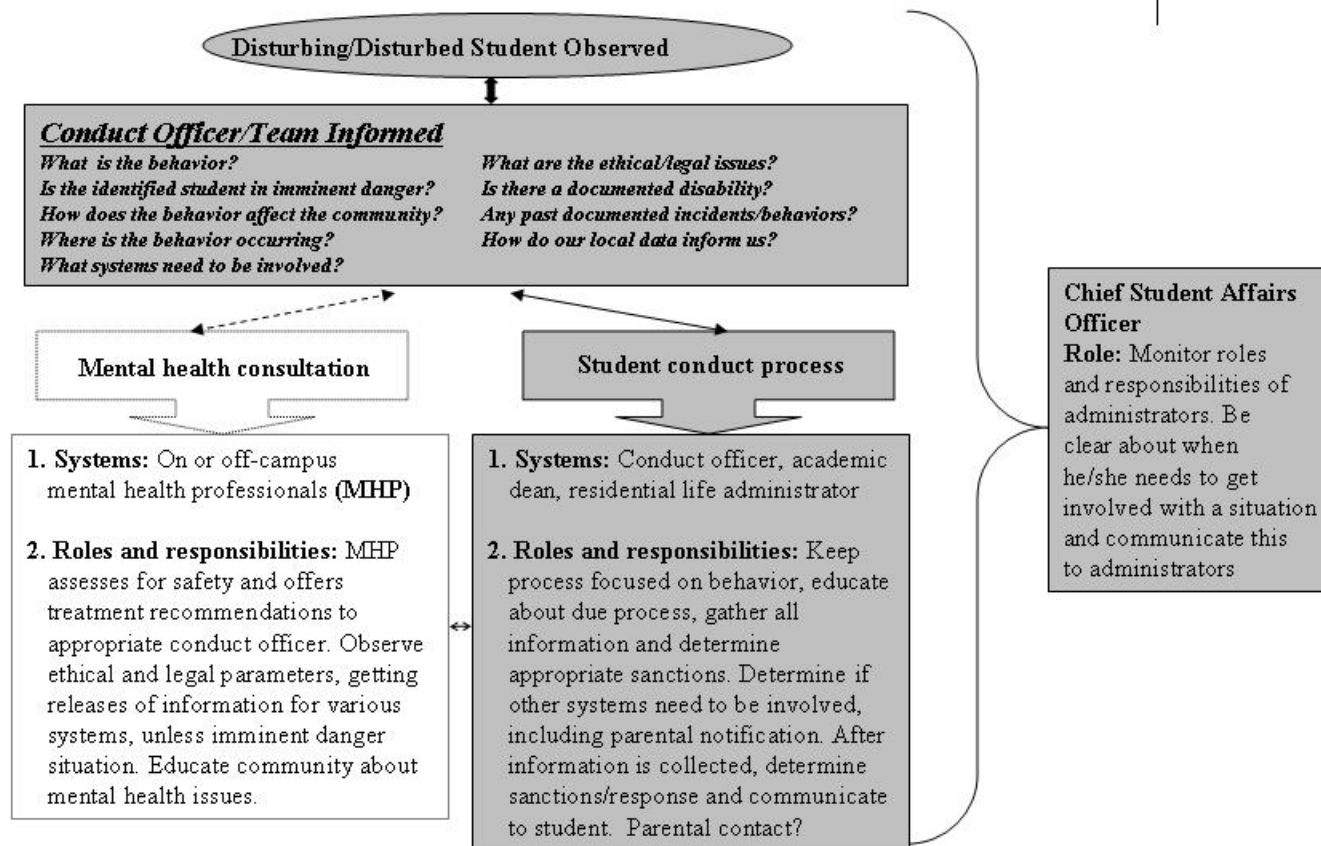 Disturbing/Disturbed Student Observed
Conduct Officer/Team Informed
What is the behavior?
Is the identified student in imminent danger?
How does the behavior affect the community?
Where is the behavior occurring?
What systems need to be involved?
What are the ethical/legal issues?
Is there a documented disability?
Any past documented incidents/behaviors?
How do our local data inform us?
Mental health consultation
1. Systems: On or off-campus
mental health professionals (MHP)
2. Roles and responsibilities: MHP
assesses for safety and offers
treatment recommendations to
appropriate conduct officer. Observe
ethical and legal parameters, getting
releases of information for various
systems, unless imminent danger
situation. Educate community about
mental health issues.
Student conduct process
1. Systems: Conduct officer, academic
dean, residential life administrator
2. Roles and responsibilities: Keep
process focused on behavior, educate
about due process, gather all
information and determine
appropriate sanctions. Determine if
other systems need to be involved,
including parental notification. After
information is collected, determine
sanctions/response and communicate
to student. Parental contact?
Chief Student Affairs
Officer
Role: Monitor roles
and responsibilities of
administrators. Be
clear about when
he/she needs to get
involved with a situation
and communicate this
to administrators